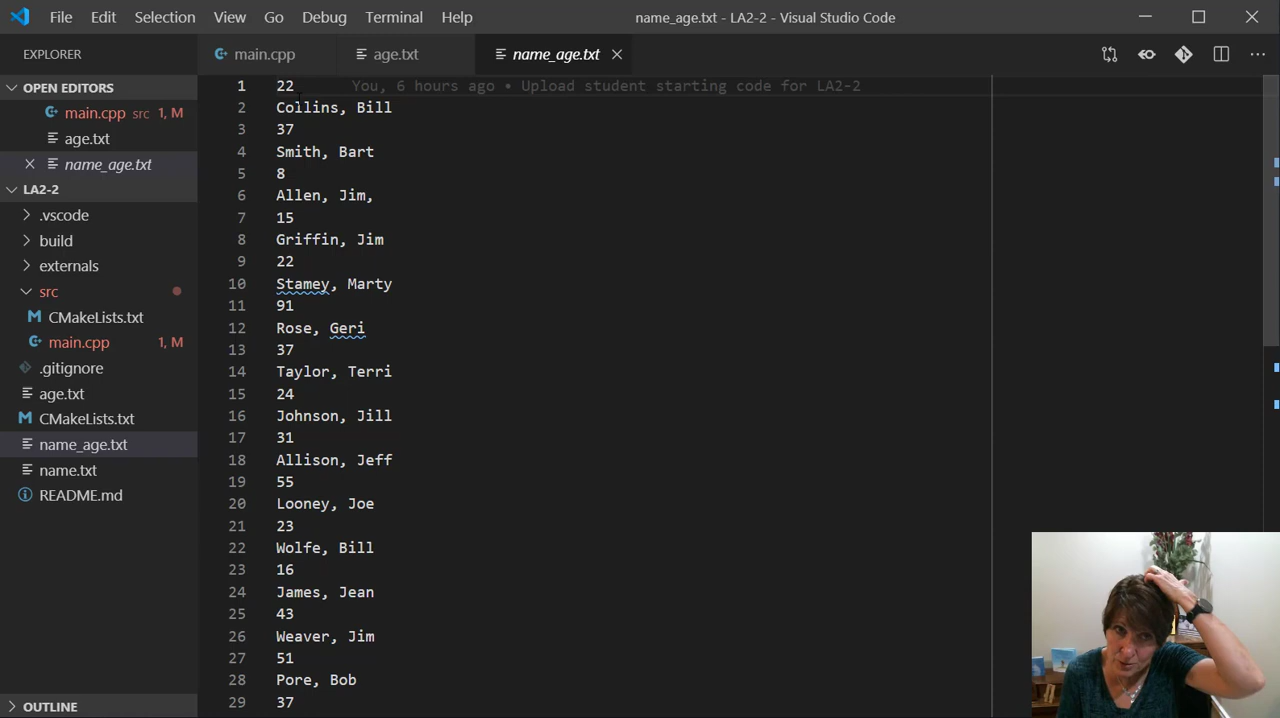 File Edit Selection View Go Debug Terminal Help name_age.txt - LA2-2 - Visual Studio Code
EXPLORER
OPEN EDITORS
main.cpp src 1, M
age.txt
name_age.txt
LA2-2
.vscode
build
externals
src
CMakeLists.txt
main.cpp 1, M
.gitignore
age.txt
CMakeLists.txt
name_age.txt
name.txt
README.md
OUTLINE
main.cpp age.txt name_age.txt
1 22 You, 6 hours ago • Upload student starting code for LA2-2
2 Collins, Bill
3 37
4 Smith, Bart
5 8
6 Allen, Jim,
7 15
8 Griffin, Jim
9 22
10 Stamey, Marty
11 91
12 Rose, Geri
13 37
14 Taylor, Terri
15 24
16 Johnson, Jill
17 31
18 Allison, Jeff
19 55
20 Looney, Joe
21 23
22 Wolfe, Bill
23 16
24 James, Jean
25 43
26 Weaver, Jim
27 51
28 Pore, Bob
29 37